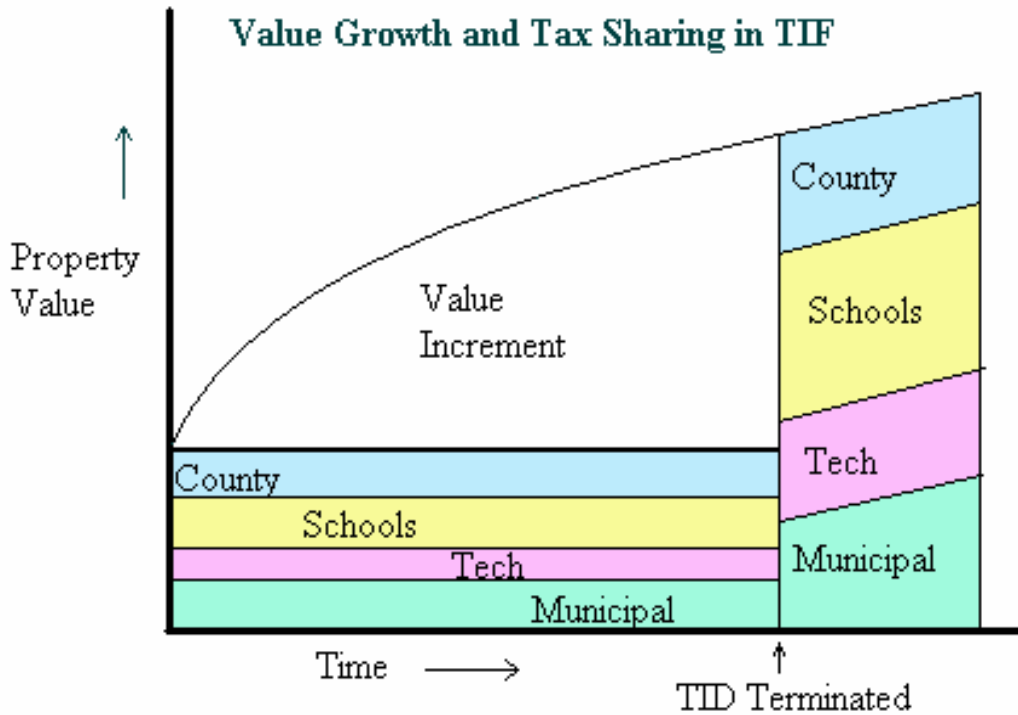 Value Growth and Tax Sharing in TIF
Property
Value
Value
Increment
County
Schools
Tech
Municipal
County
Schools
Tech
Municipal
Time
TID Terminated